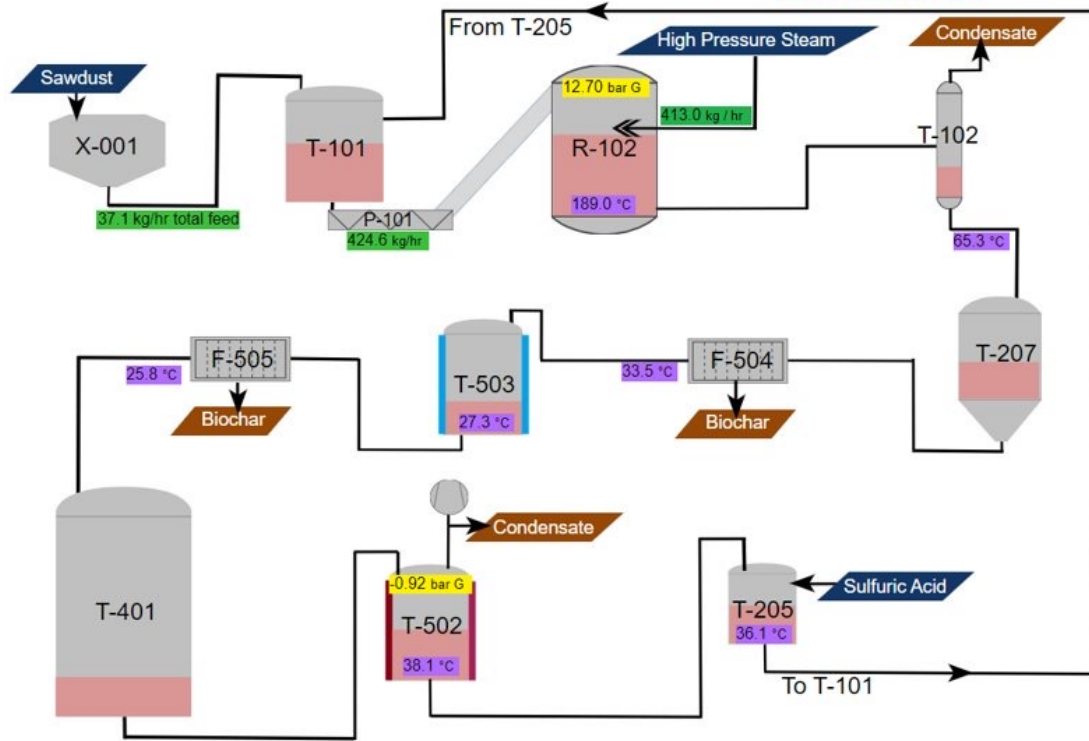 From T-205
High Pressure Steam
Condensate
Sawdust
12.70 bar G
X-001
T-101
413.0 kg / hr
T-102
R-102
189.0 °C
37.1 kg/hr total feed
P-101
424.6 kg/hr
65.3 °C
F-505
25.8 °C
Biochar
T-503
27.3 °C
33.5 °C
F-504
Biochar
T-207
T-401
Condensate
-0.92 bar G
T-502
38.1 °C
Sulfuric Acid
T-205
36.1 °C
To T-101